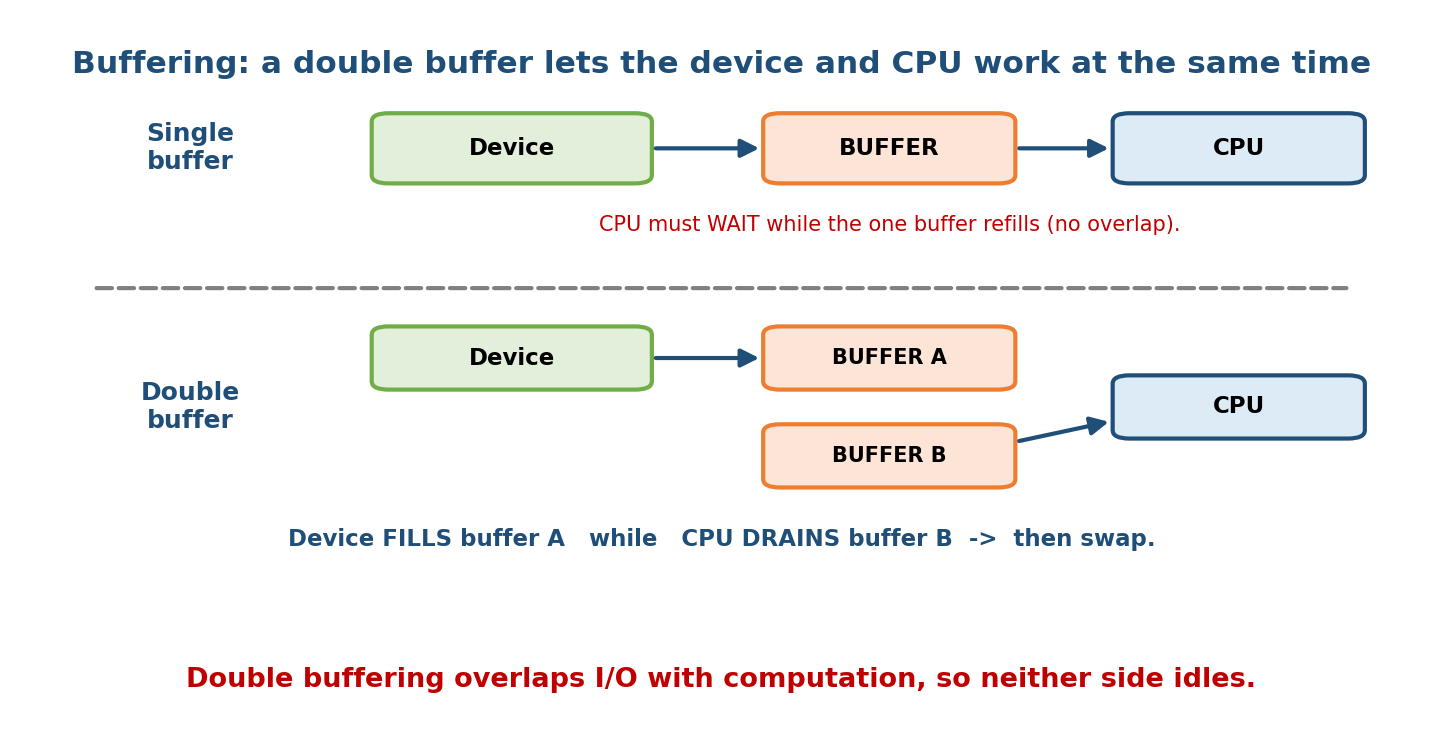 Buffering: a double buffer lets the device and CPU work at the same time
Single
buffer
Device
BUFFER
CPU
CPU must WAIT while the one buffer refills (no overlap).
Double
buffer
Device
BUFFER A
CPU
BUFFER B
Device FILLS buffer A   while   CPU DRAINS buffer B  ->  then swap.
Double buffering overlaps I/O with computation, so neither side idles.